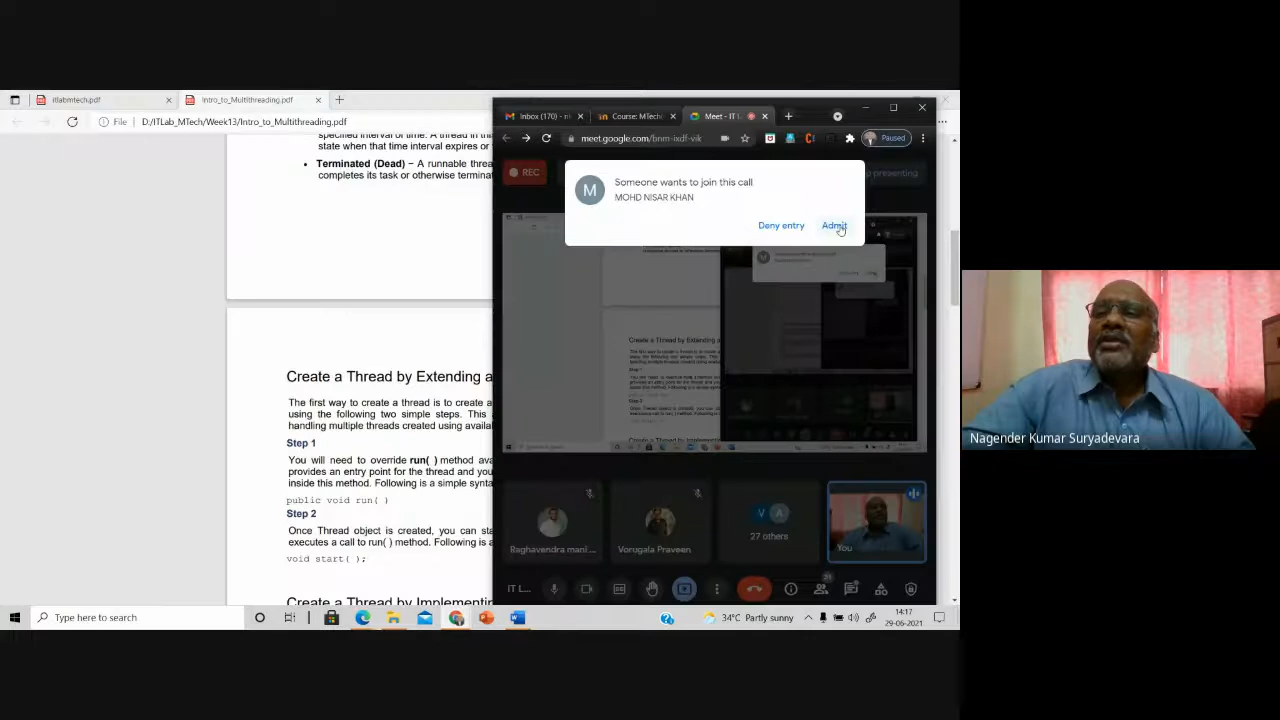 itlabmtech.pdf
Intro_to_Multithreading.pdf
File
D:/ITLab_MTech/Week13/Intro_to_Multithreading.pdf
specified interval of time. A thread in th
state when that time interval expires or
Terminated (Dead) − A runnable threa
completes its task or otherwise terminat
Create a Thread by Extending a
The first way to create a thread is to create a
using the following two simple steps. This
handling multiple threads created using availa
Step 1
You will need to override run( ) method ava
provides an entry point for the thread and you
inside this method. Following is a simple synta
public void run( )
Step 2
Once Thread object is created, you can sta
executes a call to run( ) method. Following is a
void start( );
Create a Thread by Implementin
Inbox (170) - n
Course: MTech
Meet - IT L
meet.google.com/bnm-ixdf-vik
Paused
REC
p presenting
M
Someone wants to join this call
MOHD NISAR KHAN
Deny entry
Admit
Create a Thread by Extending a
Step 1
Step 2
Raghavendra mani...
Vorugala Praveen
V
A
27 others
You
IT L...
Nagender Kumar Suryadevara
Type here to search
34°C Partly sunny
14:17
29-06-2021